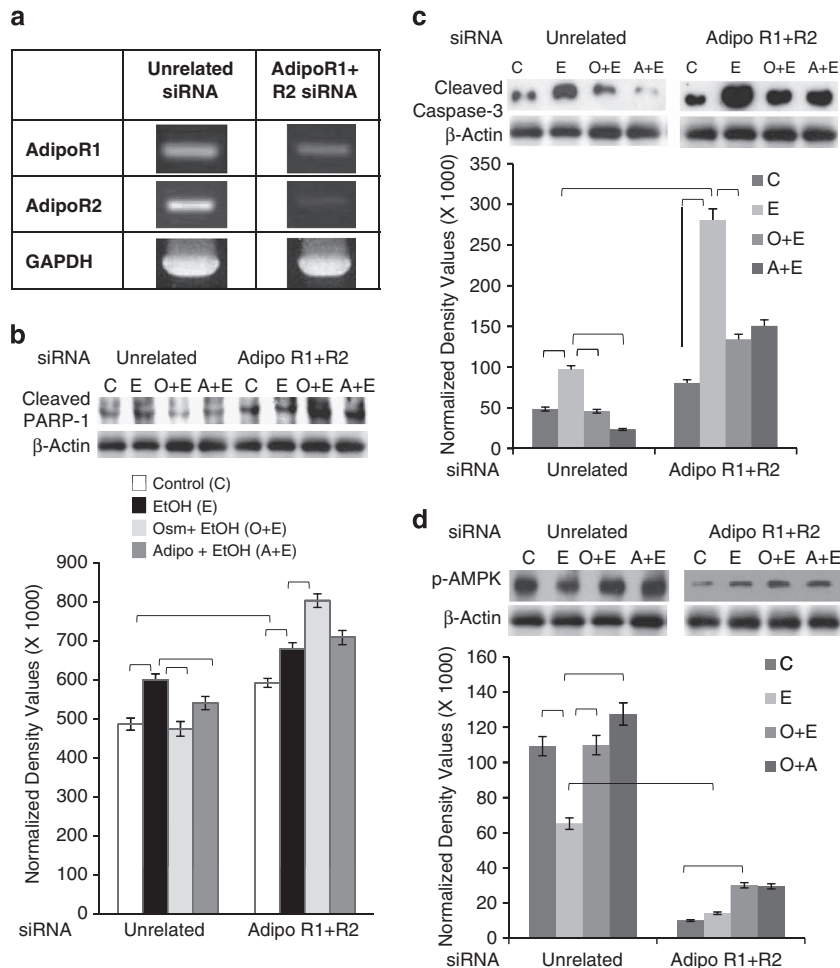 a
Unrelated siRNA
AdipoR1+ R2 siRNA
AdipoR1
AdipoR2
GAPDH
b
siRNA Unrelated Adipo R1+R2
C E O+E A+E C E O+E A+E
Cleaved
PARP-1
β-Actin
Control (C)
EtOH (E)
Osm+ EtOH (O+E)
Adipo + EtOH (A+E)
Normalized Density Values (X 1000)
900
800
700
600
500
400
300
200
100
0
siRNA Unrelated Adipo R1+R2
c
siRNA Unrelated Adipo R1+R2
C E O+E A+E C E O+E A+E
Cleaved
Caspase-3
β-Actin
Normalized Density Values (X 1000)
350
300
250
200
150
100
50
0
C
E
O+E
A+E
siRNA Unrelated Adipo R1+R2
d
siRNA Unrelated Adipo R1+R2
C E O+E A+E C E O+E A+E
p-AMPK
β-Actin
Normalized Density Values (X 1000)
160
140
120
100
80
60
40
20
0
C
E
O+E
O+A
siRNA Unrelated Adipo R1+R2